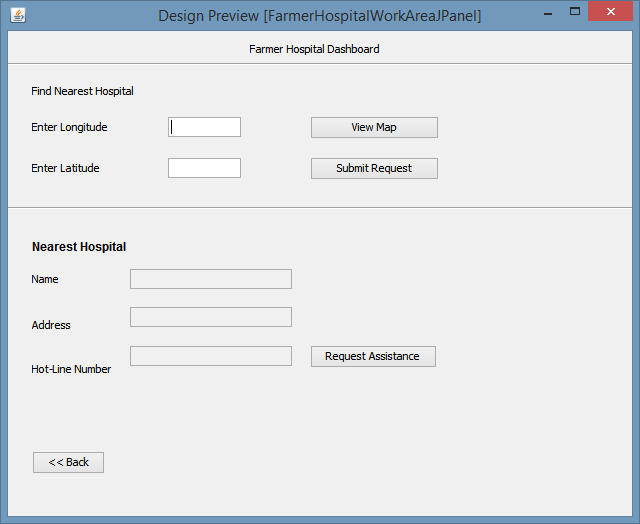 Design Preview [FarmerHospitalWorkAreaJPanel]
Farmer Hospital Dashboard
Find Nearest Hospital
Enter Longitude
View Map
Enter Latitude
Submit Request
Nearest Hospital
Name
Address
Hot-Line Number
Request Assistance
<< Back